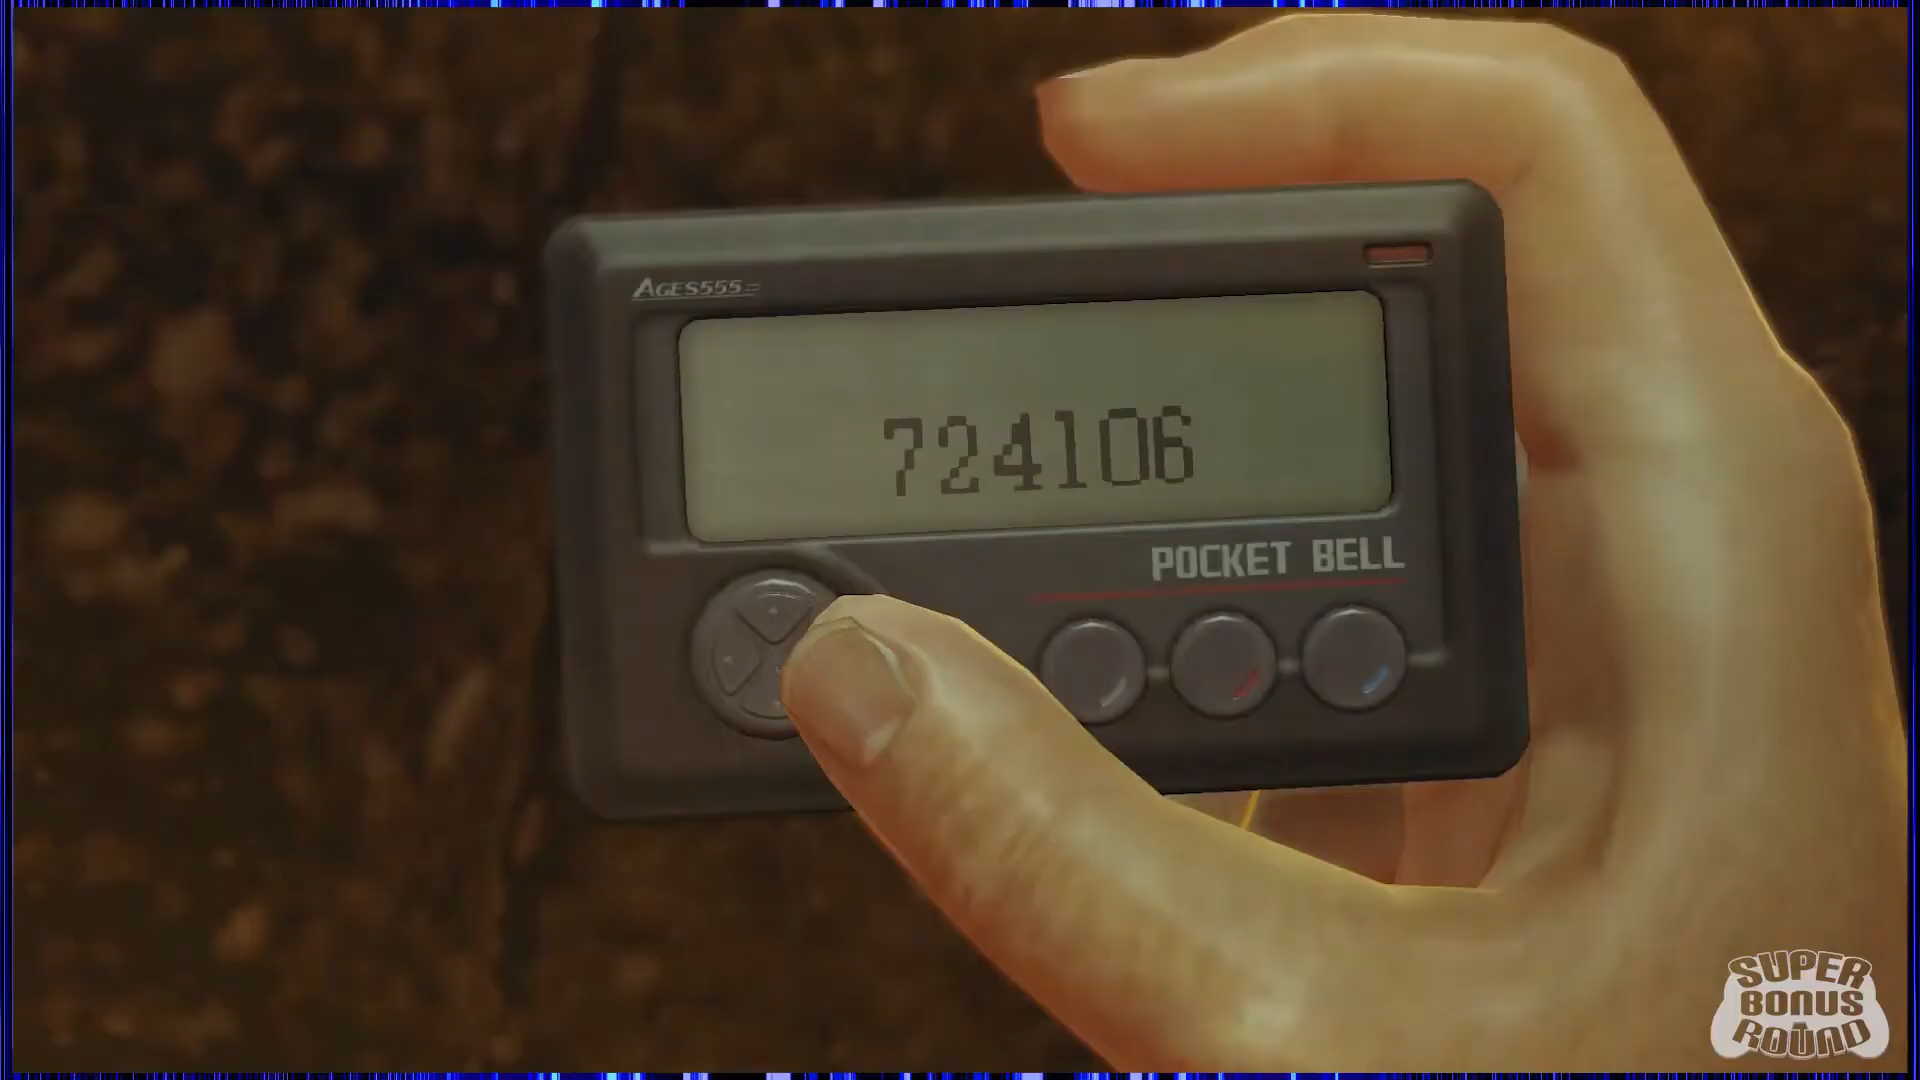 AGES555
724106
POCKET BELL
SUPER
BONUS
ROUND